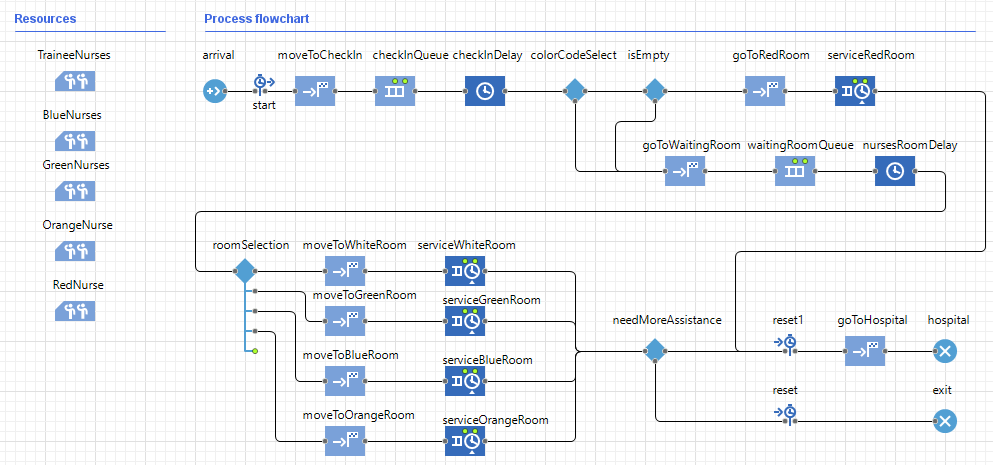 Resources
Process flowchart
TraineeNurses
BlueNurses
GreenNurses
OrangeNurse
RedNurse
arrival
start
moveToCheckIn
checkInQueue
checkInDelay
colorCodeSelect
isEmpty
goToRedRoom
serviceRedRoom
goToWaitingRoom
waitingRoomQueue
nursesRoomDelay
roomSelection
moveToWhiteRoom
serviceWhiteRoom
moveToGreenRoom
serviceGreenRoom
moveToBlueRoom
serviceBlueRoom
moveToOrangeRoom
serviceOrangeRoom
needMoreAssistance
reset1
goToHospital
hospital
reset
exit